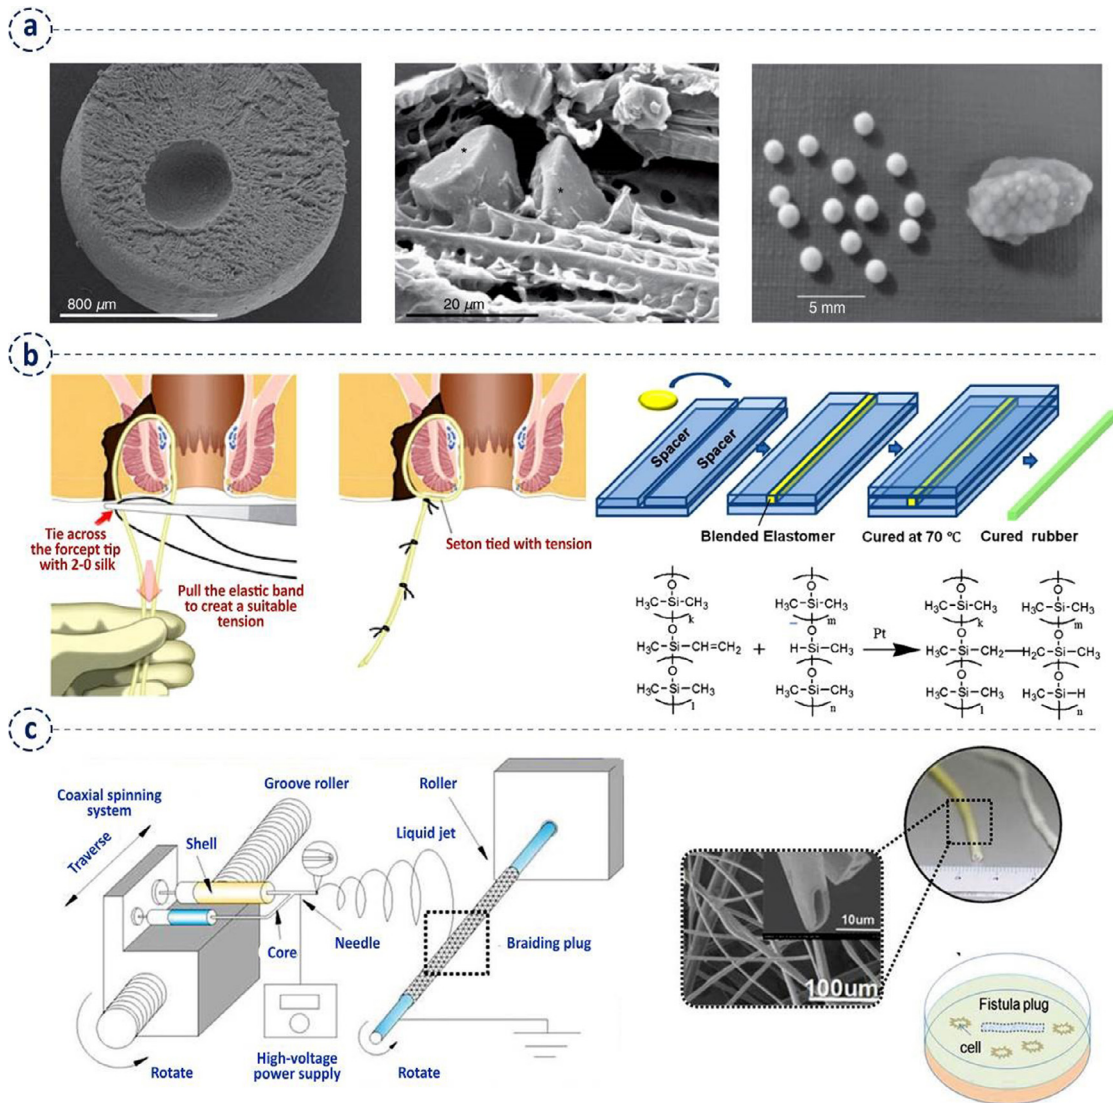 a
800 μm
20 μm
5 mm
b
Tie across
the forcept tip
with 2-0 silk
Pull the elastic band
to creat a suitable
tension
Seton tied with tension
Spacer
Spacer
Blended Elastomer
Cured at 70 ℃
Cured rubber
O
H₃C-Si-CH₃
k
O
H₃C-Si-CH=CH₂
O
H₃C-Si-CH₃
l
+
O
H₃C-Si-CH₃
m
O
H-Si-CH₃
O
H₃C-Si-CH₃
n
Pt
O
H₃C-Si-CH₃
k
O
H₃C-Si-CH₂
O
H₃C-Si-CH₃
l
O
H₃C-Si-CH₃
m
O
H₂C-Si-CH₃
O
H₃C-Si-H
n
c
Coaxial spinning
system
Traverse
Groove roller
Shell
Core
Needle
Roller
Liquid jet
Braiding plug
High-voltage
power supply
Rotate
Rotate
10um
100um
Fistula plug
cell